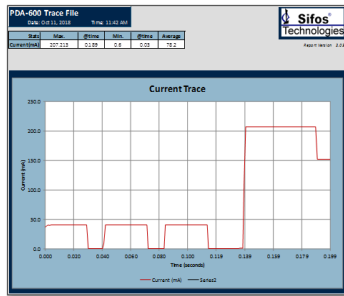 PDA-600 Trace File
Date: Oct 11, 2018 Time: 11:42 AM
Sifos®
Technologies
Stats Max. @time Min. @time Average
Current(mA) 207.213 0.189 0.6 0.03 78.2
Report Version 2.01
Current Trace
Current (mA)
250.0
200.0
150.0
100.0
50.0
0.0
0.000 0.020 0.040 0.060 0.080 0.099 0.119 0.139 0.159 0.179 0.199
Time (seconds)
Current (mA) Series2